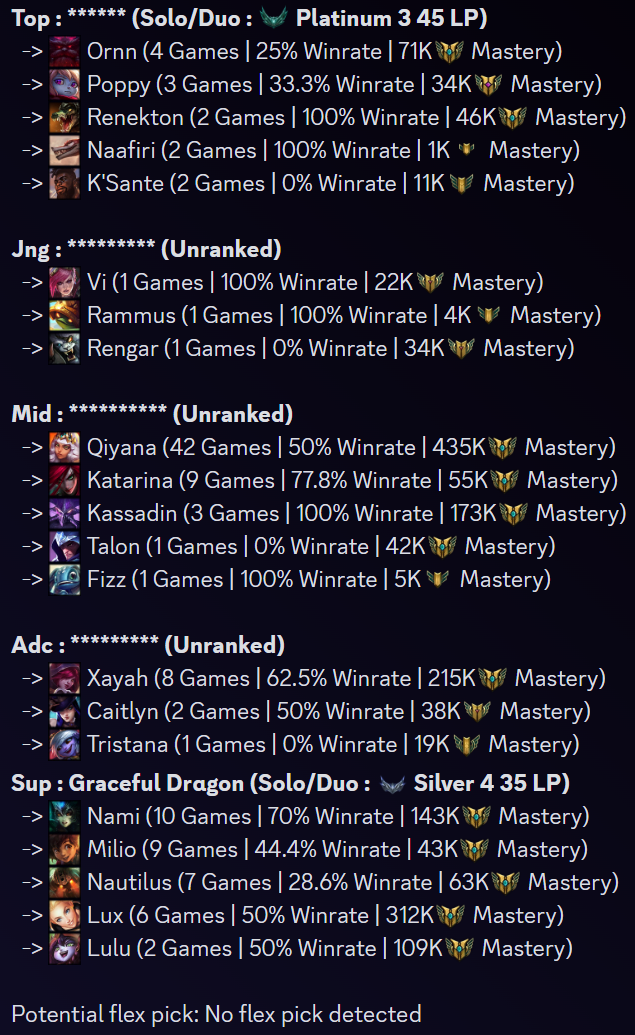 Top : ****** (Solo/Duo : Platinum 3 45 LP)
-> Ornn (4 Games | 25% Winrate | 71K Mastery)
-> Poppy (3 Games | 33.3% Winrate | 34K Mastery)
-> Renekton (2 Games | 100% Winrate | 46K Mastery)
-> Naafiri (2 Games | 100% Winrate | 1K Mastery)
-> K'Sante (2 Games | 0% Winrate | 11K Mastery)
Jng : ********* (Unranked)
-> Vi (1 Games | 100% Winrate | 22K Mastery)
-> Rammus (1 Games | 100% Winrate | 4K Mastery)
-> Rengar (1 Games | 0% Winrate | 34K Mastery)
Mid : ********** (Unranked)
-> Qiyana (42 Games | 50% Winrate | 435K Mastery)
-> Katarina (9 Games | 77.8% Winrate | 55K Mastery)
-> Kassadin (3 Games | 100% Winrate | 173K Mastery)
-> Talon (1 Games | 0% Winrate | 42K Mastery)
-> Fizz (1 Games | 100% Winrate | 5K Mastery)
Adc : ********* (Unranked)
-> Xayah (8 Games | 62.5% Winrate | 215K Mastery)
-> Caitlyn (2 Games | 50% Winrate | 38K Mastery)
-> Tristana (1 Games | 0% Winrate | 19K Mastery)
Sup : Graceful Drαgon (Solo/Duo : Silver 4 35 LP)
-> Nami (10 Games | 70% Winrate | 143K Mastery)
-> Milio (9 Games | 44.4% Winrate | 43K Mastery)
-> Nautilus (7 Games | 28.6% Winrate | 63K Mastery)
-> Lux (6 Games | 50% Winrate | 312K Mastery)
-> Lulu (2 Games | 50% Winrate | 109K Mastery)
Potential flex pick: No flex pick detected